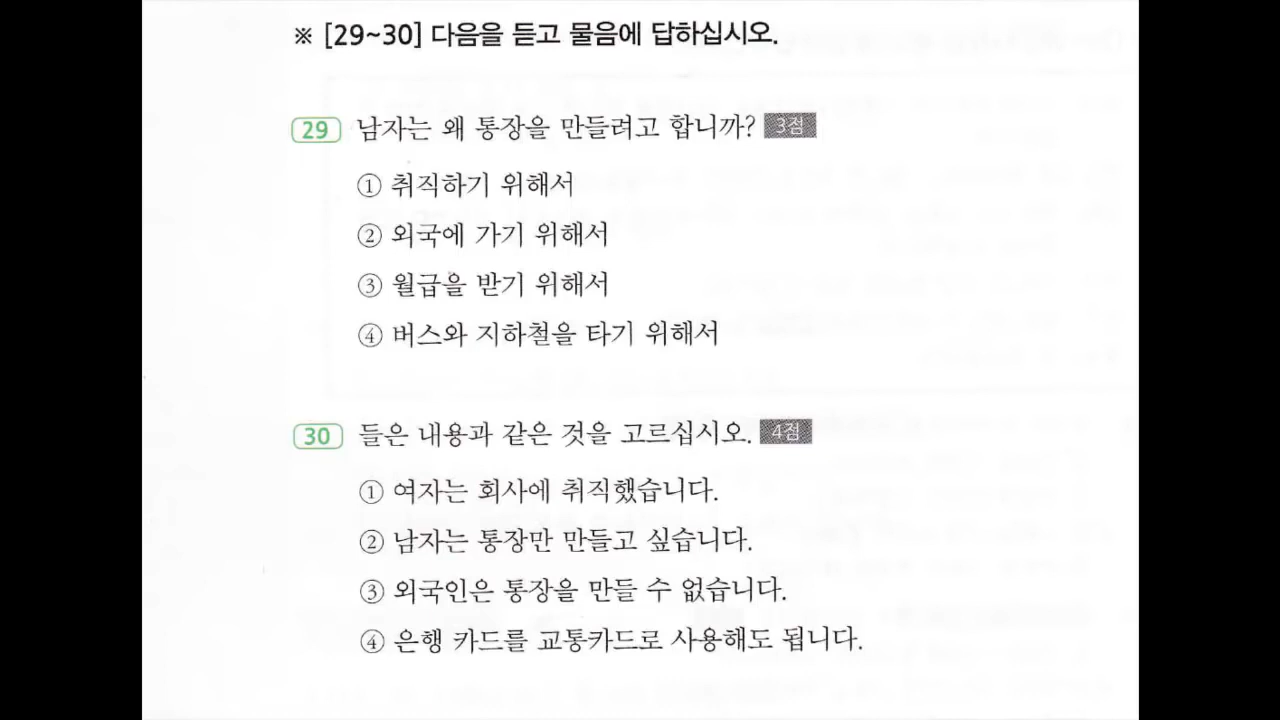 ※ [29~30] 다음을 듣고 물음에 답하십시오.
29 남자는 왜 통장을 만들려고 합니까? 3점
① 취직하기 위해서
② 외국에 가기 위해서
③ 월급을 받기 위해서
④ 버스와 지하철을 타기 위해서
30 들은 내용과 같은 것을 고르십시오. 4점
① 여자는 회사에 취직했습니다.
② 남자는 통장만 만들고 싶습니다.
③ 외국인은 통장을 만들 수 없습니다.
④ 은행 카드를 교통카드로 사용해도 됩니다.